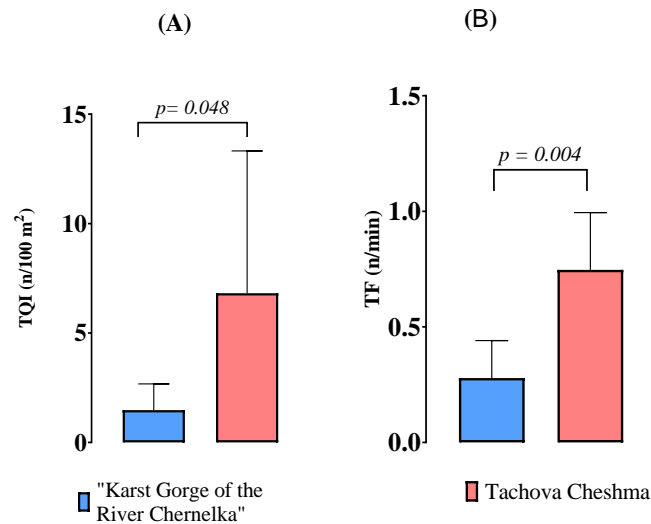 (A)
(B)
p= 0.048
p = 0.004
TQI (n/100 m²)
15
10
5
0
TF (n/min)
1.5
1.0
0.5
0.0
"Karst Gorge of the
River Chernelka"
Tachova Cheshma